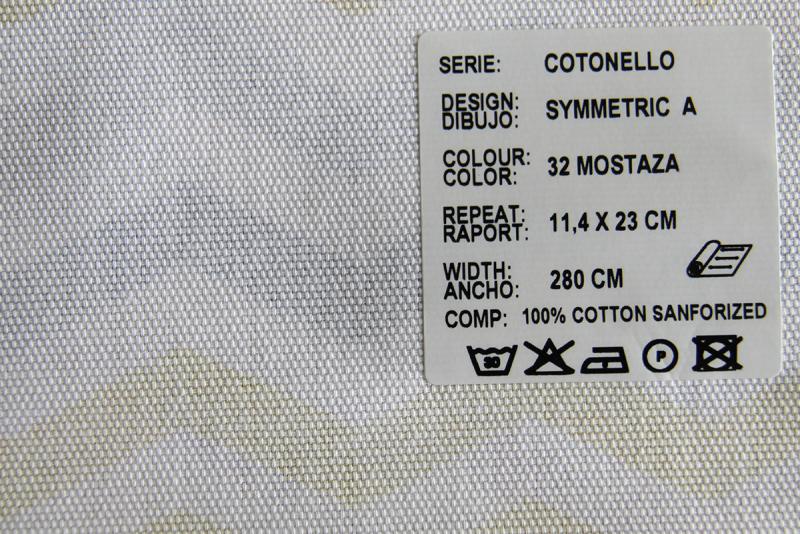 SERIE: COTONELLO
DESIGN:
DIBUJO: SYMMETRIC A
COLOUR:
COLOR: 32 MOSTAZA
REPEAT:
RAPORT: 11,4 X 23 CM
WIDTH:
ANCHO: 280 CM
COMP: 100% COTTON SANFORIZED
30 P